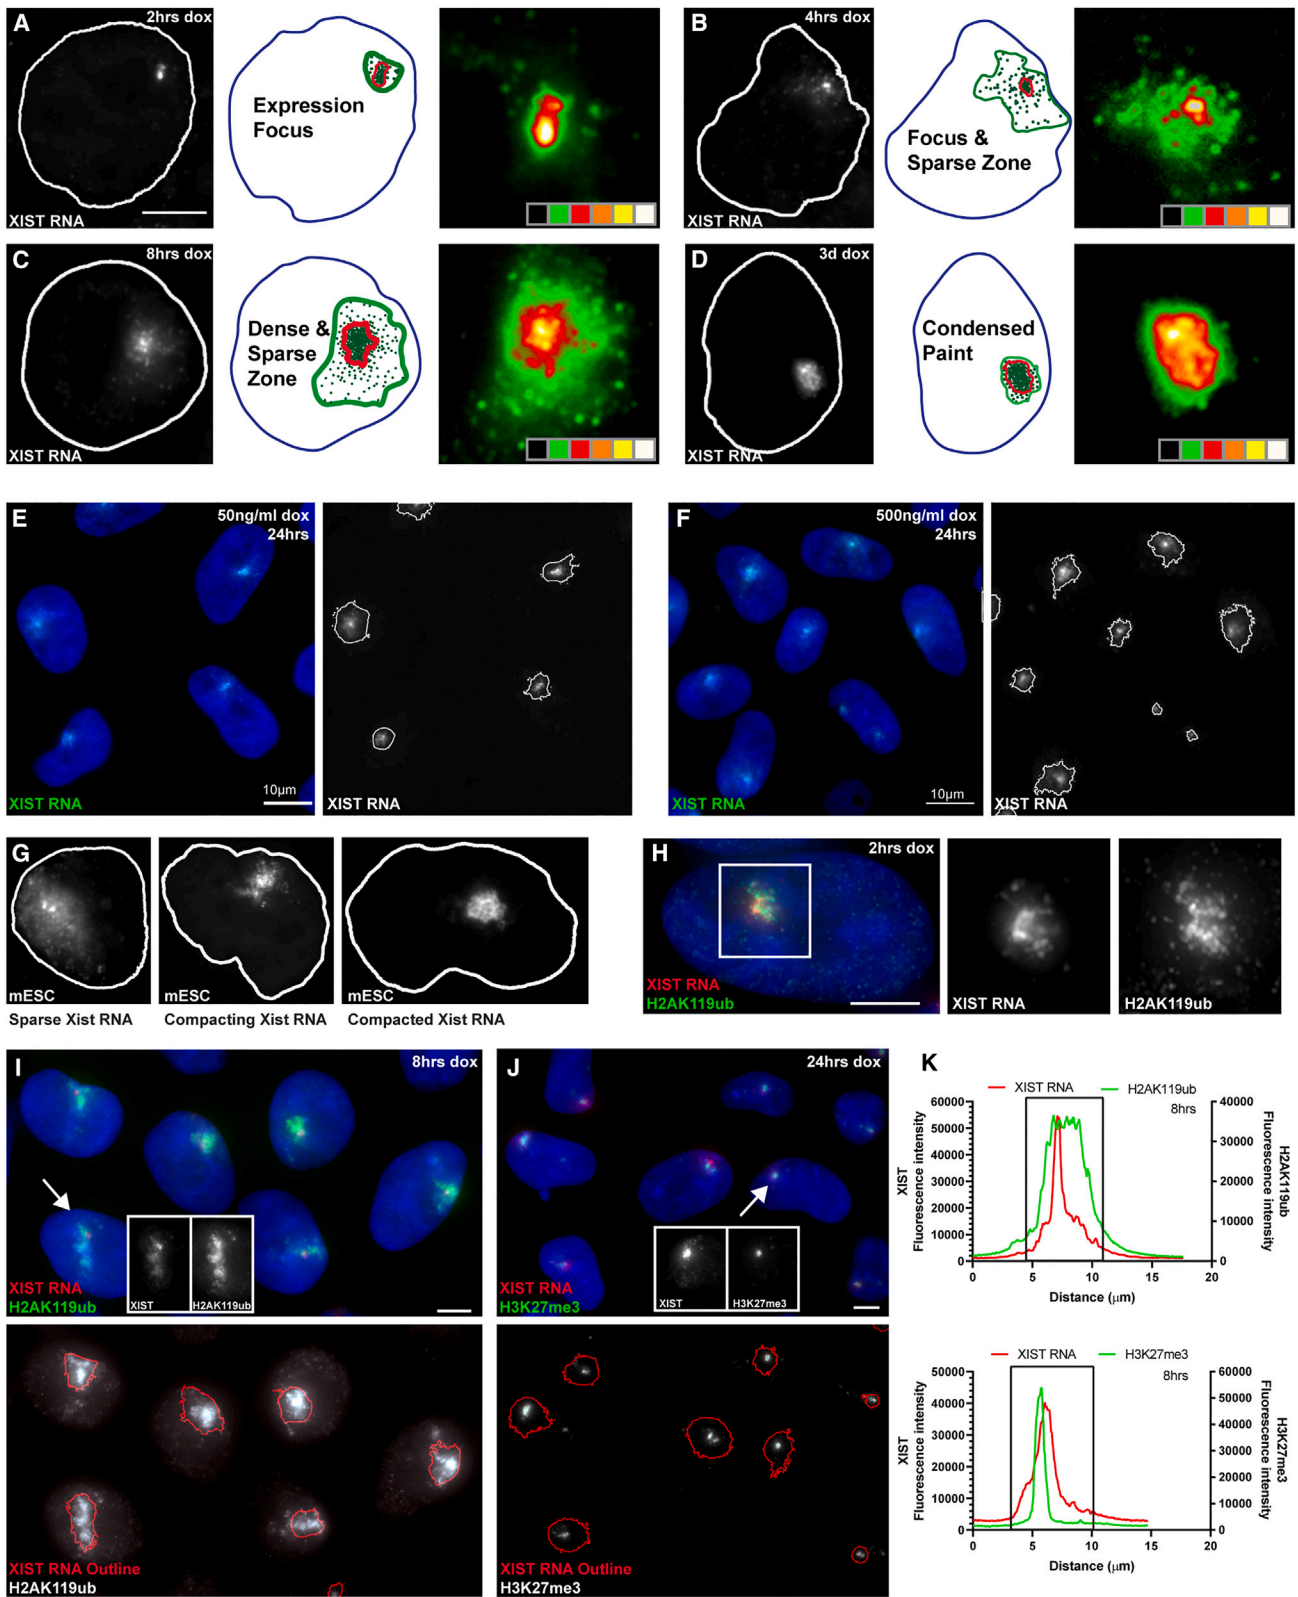 A
2hrs dox
XIST RNA
Expression
Focus
B
4hrs dox
XIST RNA
Focus &
Sparse Zone
C
8hrs dox
XIST RNA
Dense &
Sparse
Zone
D
3d dox
XIST RNA
Condensed
Paint
E
50ng/ml dox
24hrs
XIST RNA
10µm
XIST RNA
F
500ng/ml dox
24hrs
XIST RNA
10µm
XIST RNA
G
mESC
mESC
mESC
Sparse Xist RNA
Compacting Xist RNA
Compacted Xist RNA
H
2hrs dox
XIST RNA
H2AK119ub
XIST RNA
H2AK119ub
I
8hrs dox
XIST RNA
H2AK119ub
XIST
H2AK119ub
XIST RNA Outline
H2AK119ub
J
24hrs dox
XIST RNA
H3K27me3
XIST
H3K27me3
XIST RNA Outline
H3K27me3
K
XIST RNA
H2AK119ub
8hrs
XIST
Fluorescence intensity
60000
50000
40000
30000
20000
10000
0
40000
30000
20000
10000
0
H2AK119ub
Fluorescence intensity
0 5 10 15 20
Distance (µm)
XIST RNA
H3K27me3
8hrs
XIST
Fluorescence intensity
50000
40000
30000
20000
10000
0
60000
50000
40000
30000
20000
10000
0
H3K27me3
Fluorescence intensity
0 5 10 15 20
Distance (µm)